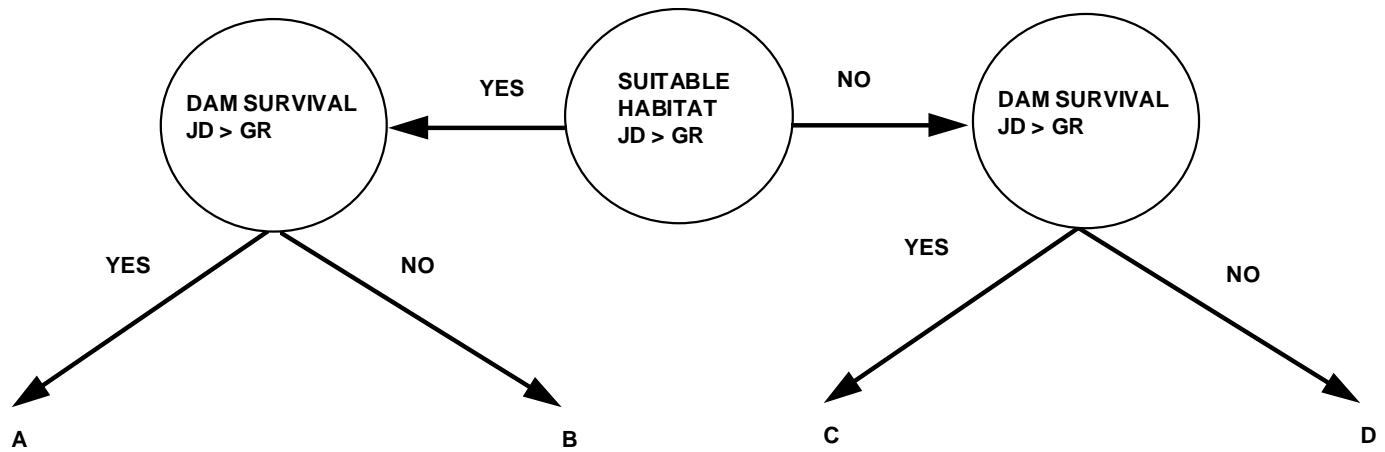 DAM SURVIVAL
JD > GR
YES
SUITABLE
HABITAT
JD > GR
NO
DAM SURVIVAL
JD > GR
YES
NO
YES
NO
A
B
C
D